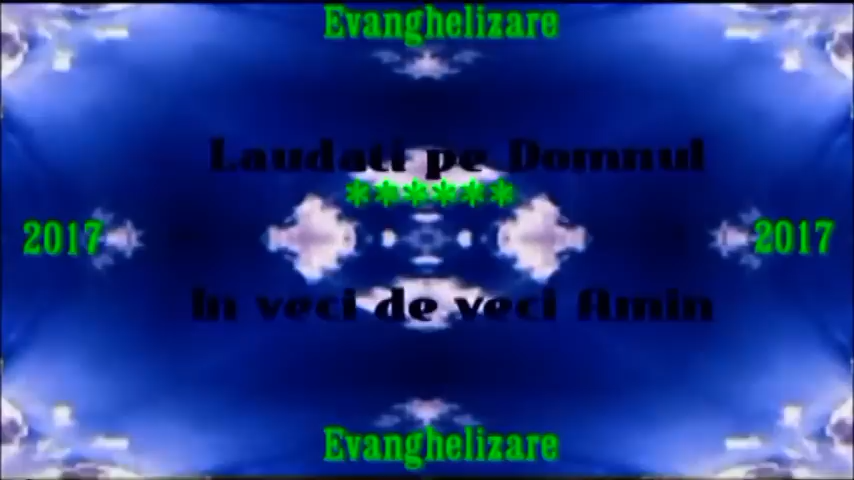 Evanghelizare
Laudati pe Domnul
******
2017 2017
In veci de veci Amin
Evanghelizare